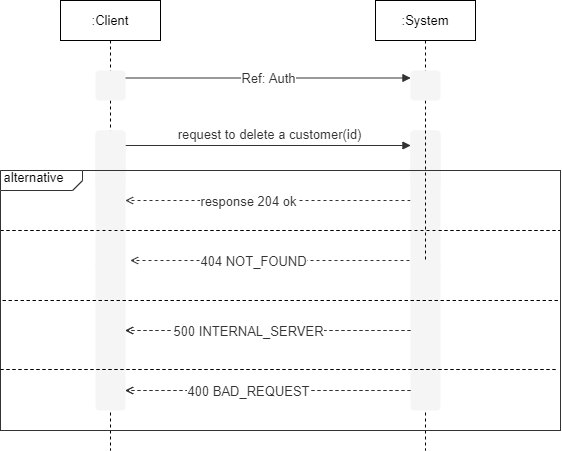 :Client
:System
Ref: Auth
request to delete a customer(id)
alternative
response 204 ok
404 NOT_FOUND
500 INTERNAL_SERVER
400 BAD_REQUEST